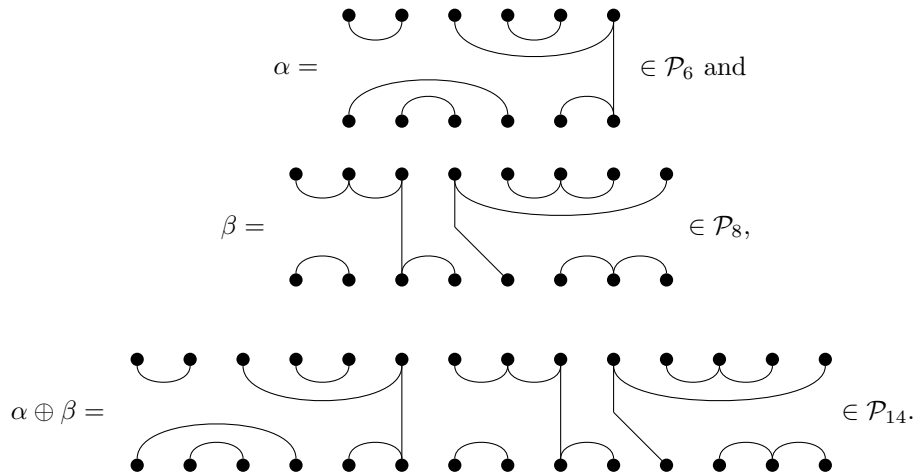 α = ∈ 𝒫₆ and
β = ∈ 𝒫₈,
α ⊕ β = ∈ 𝒫₁₄.